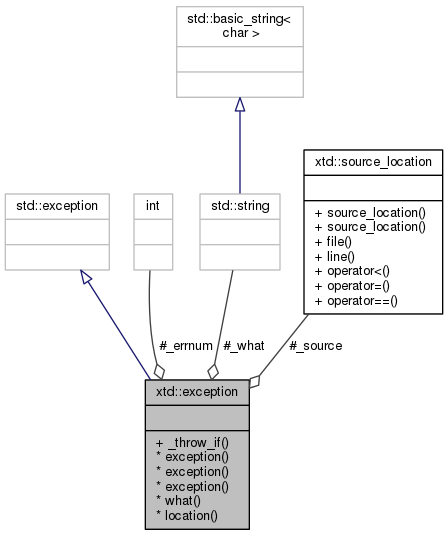 std::basic_string<
char >
xtd::source_location
+ source_location()
+ source_location()
+ file()
+ line()
+ operator<()
+ operator=()
+ operator==()
std::exception
int
std::string
#_errnum
#_what
#_source
xtd::exception
+ _throw_if()
* exception()
* exception()
* exception()
* what()
* location()